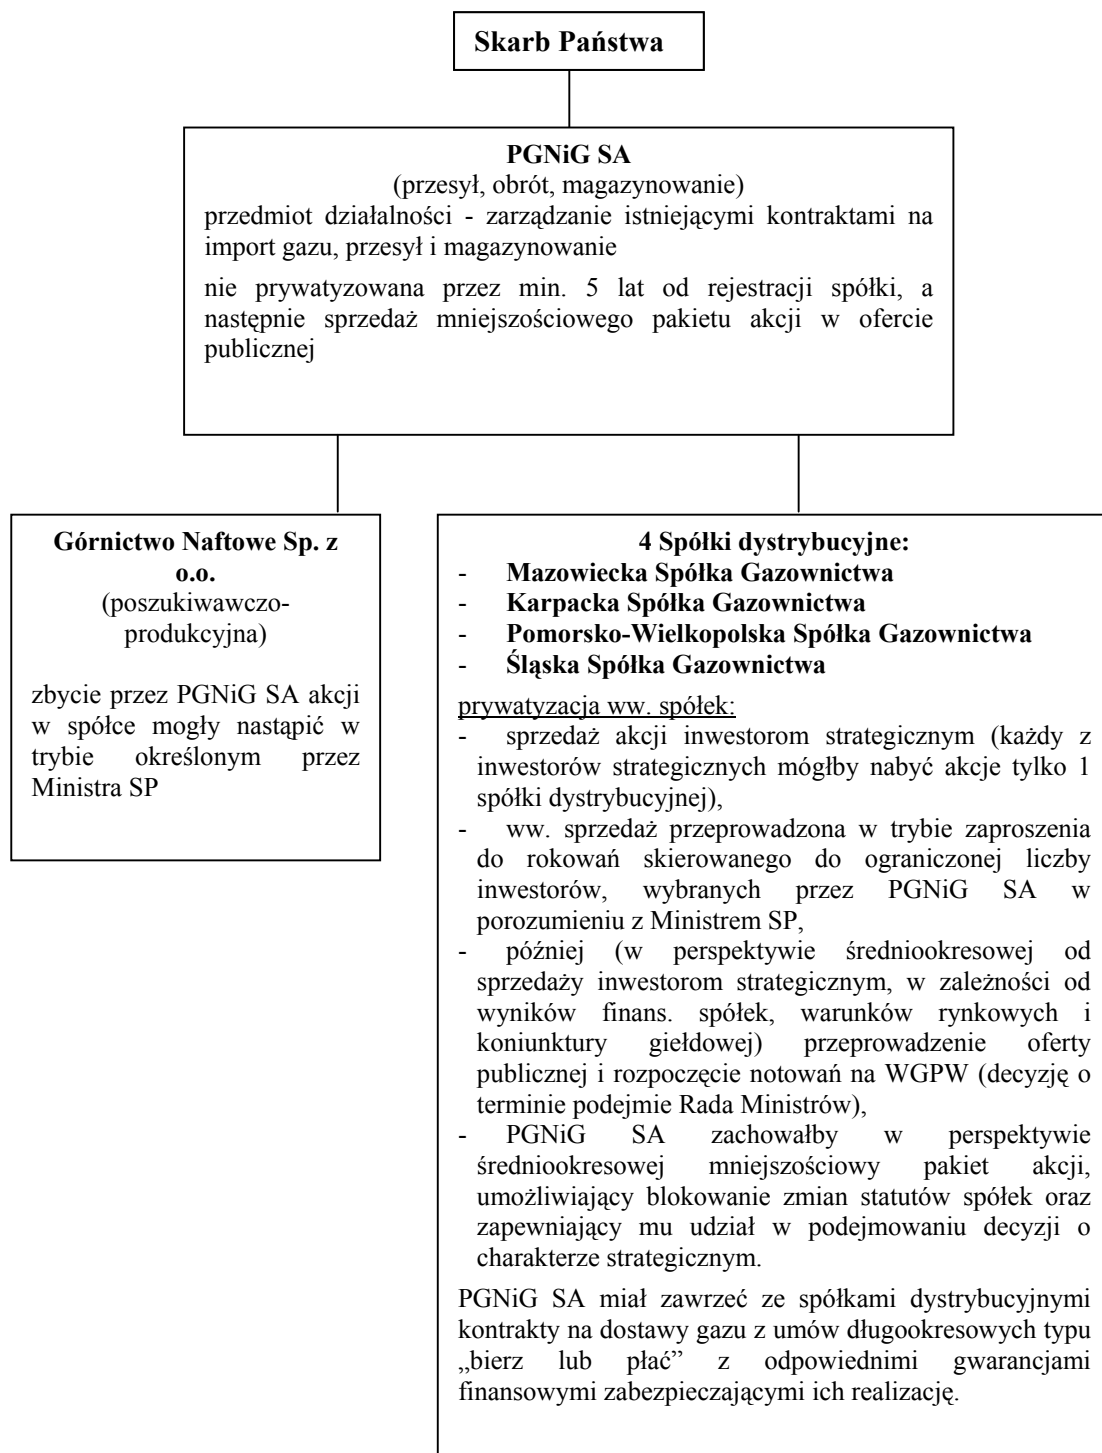 Skarb Państwa
PGNiG SA
(przesył, obrót, magazynowanie)
przedmiot działalności - zarządzanie istniejącymi kontraktami na
import gazu, przesył i magazynowanie
nie prywatyzowana przez min. 5 lat od rejestracji spółki, a
następnie sprzedaż mniejszościowego pakietu akcji w ofercie
publicznej
Górnictwo Naftowe Sp. z
o.o.
(poszukiwawczo-
produkcyjna)
zbycie przez PGNiG SA akcji
w spółce mogły nastąpić w
trybie określonym przez
Ministra SP
4 Spółki dystrybucyjne:
- Mazowiecka Spółka Gazownictwa
- Karpacka Spółka Gazownictwa
- Pomorsko-Wielkopolska Spółka Gazownictwa
- Śląska Spółka Gazownictwa
prywatyzacja ww. spółek:
- sprzedaż akcji inwestorom strategicznym (każdy z
inwestorów strategicznych mógłby nabyć akcje tylko 1
spółki dystrybucyjnej),
- ww. sprzedaż przeprowadzona w trybie zaproszenia
do rokowań skierowanego do ograniczonej liczby
inwestorów, wybranych przez PGNiG SA w
porozumieniu z Ministrem SP,
- później (w perspektywie średniookresowej od
sprzedaży inwestorom strategicznym, w zależności od
wyników finans. spółek, warunków rynkowych i
koniunktury giełdowej) przeprowadzenie oferty
publicznej i rozpoczęcie notowań na WGPW (decyzję o
terminie podejmie Rada Ministrów),
- PGNiG SA zachowałby w perspektywie
średniookresowej mniejszościowy pakiet akcji,
umożliwiający blokowanie zmian statutów spółek oraz
zapewniający mu udział w podejmowaniu decyzji o
charakterze strategicznym.
PGNiG SA miał zawrzeć ze spółkami dystrybucyjnymi
kontrakty na dostawy gazu z umów długookresowych typu
„bierz lub płać” z odpowiednimi gwarancjami
finansowymi zabezpieczającymi ich realizację.